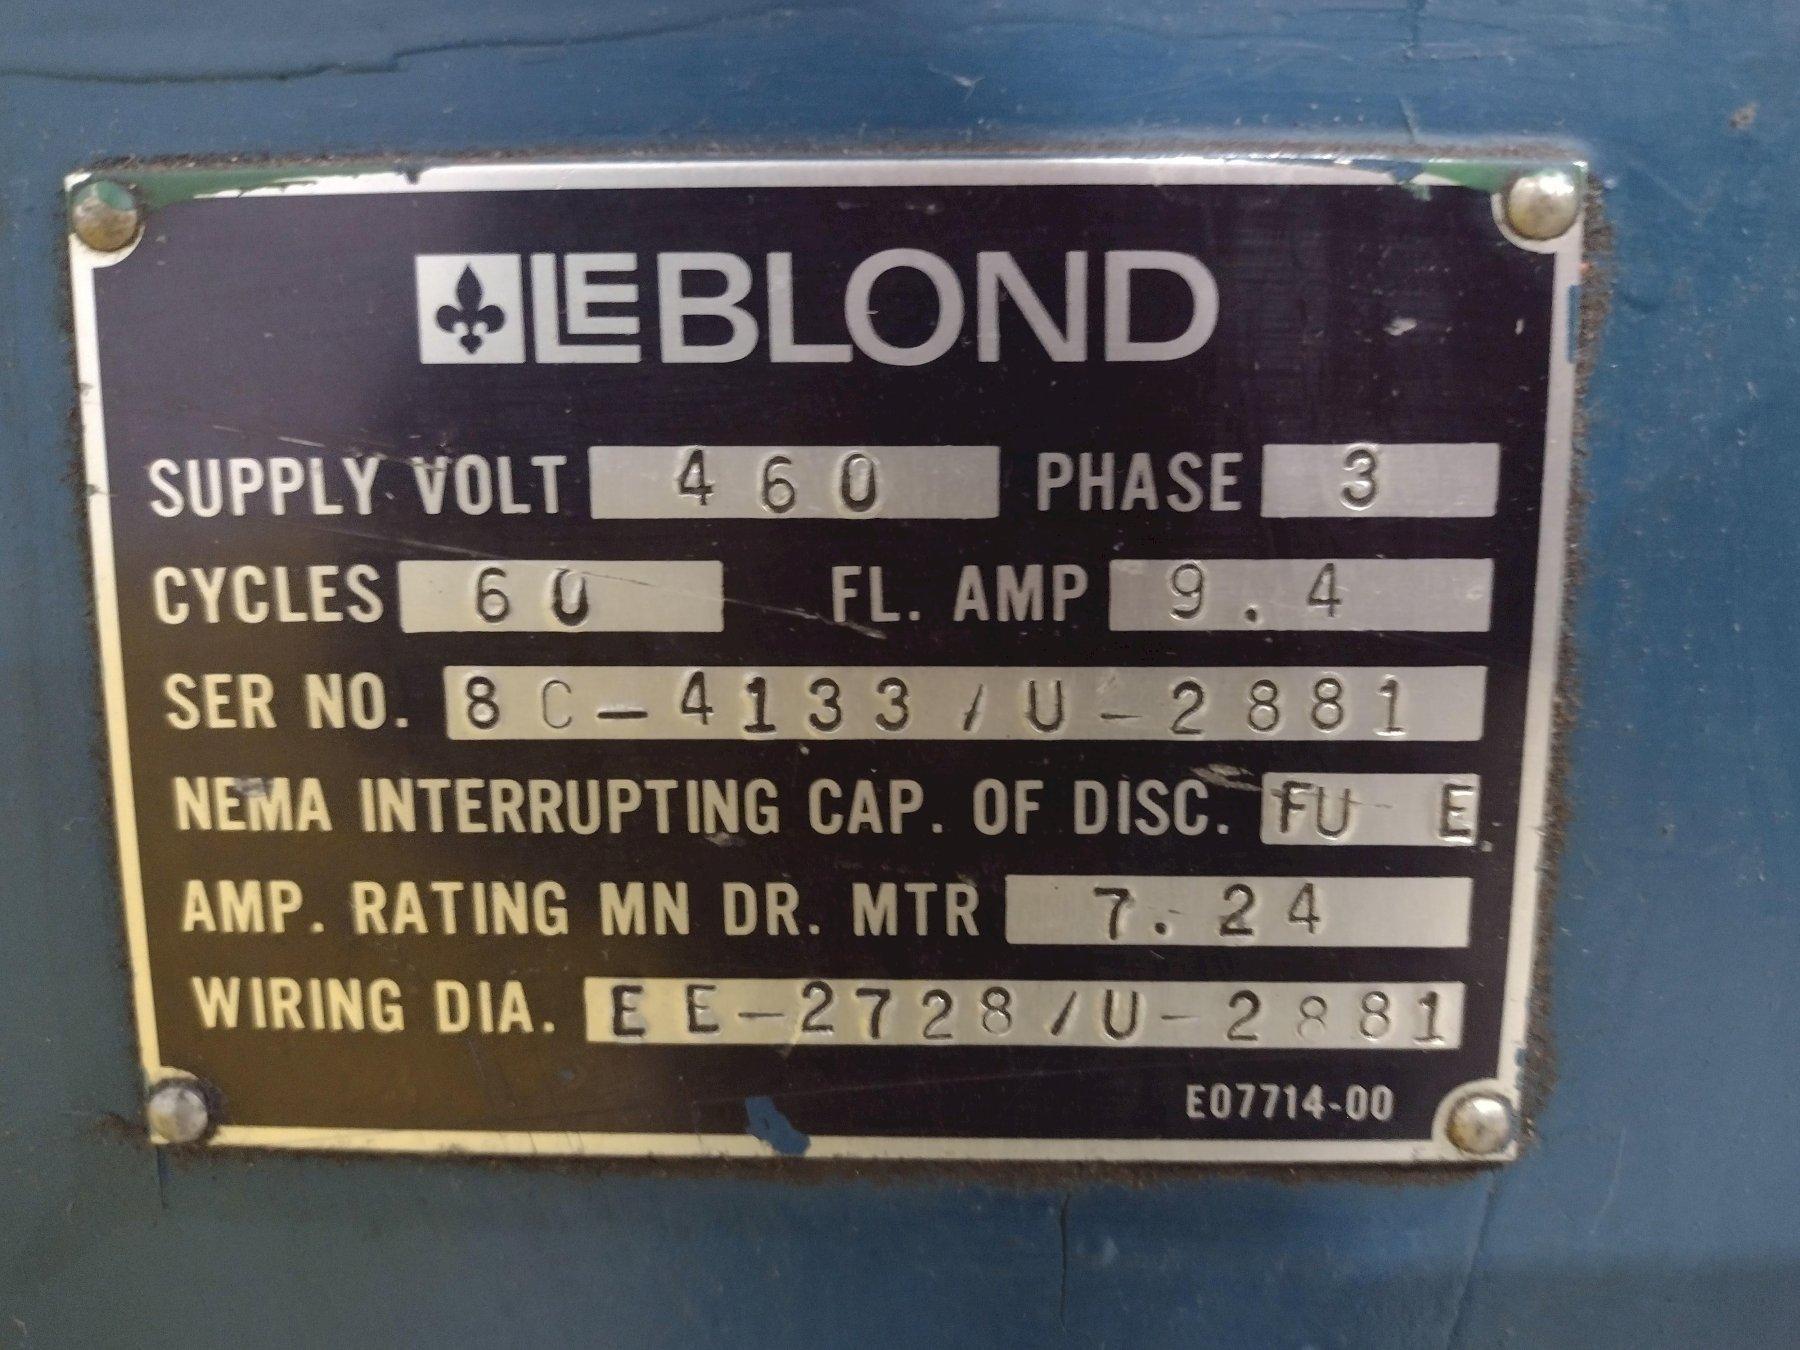 LEBLOND
SUPPLY VOLT 460 PHASE 3
CYCLES 60 FL. AMP 9.4
SER NO. 8C-4133/U-2881
NEMA INTERRUPTING CAP. OF DISC. FU E
AMP. RATING MN DR. MTR 7.24
WIRING DIA. EE-2728/U-2881
E07714-00